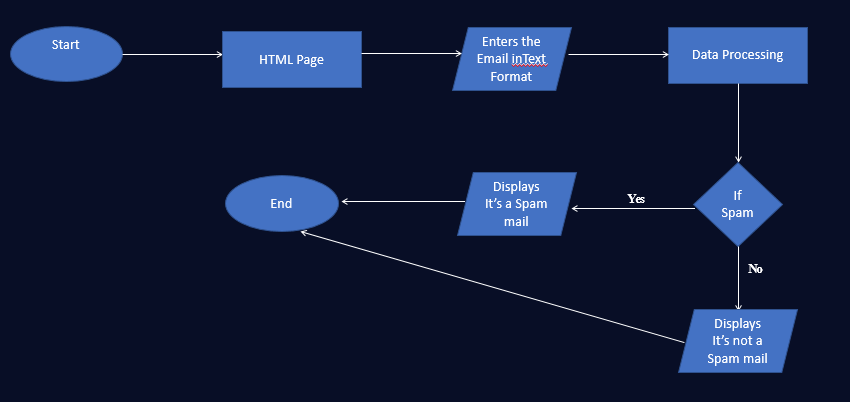 Start
HTML Page
Enters the
Email inText
Format
Data Processing
If
Spam
Yes
Displays
It's a Spam
mail
End
No
Displays
It's not a
Spam mail